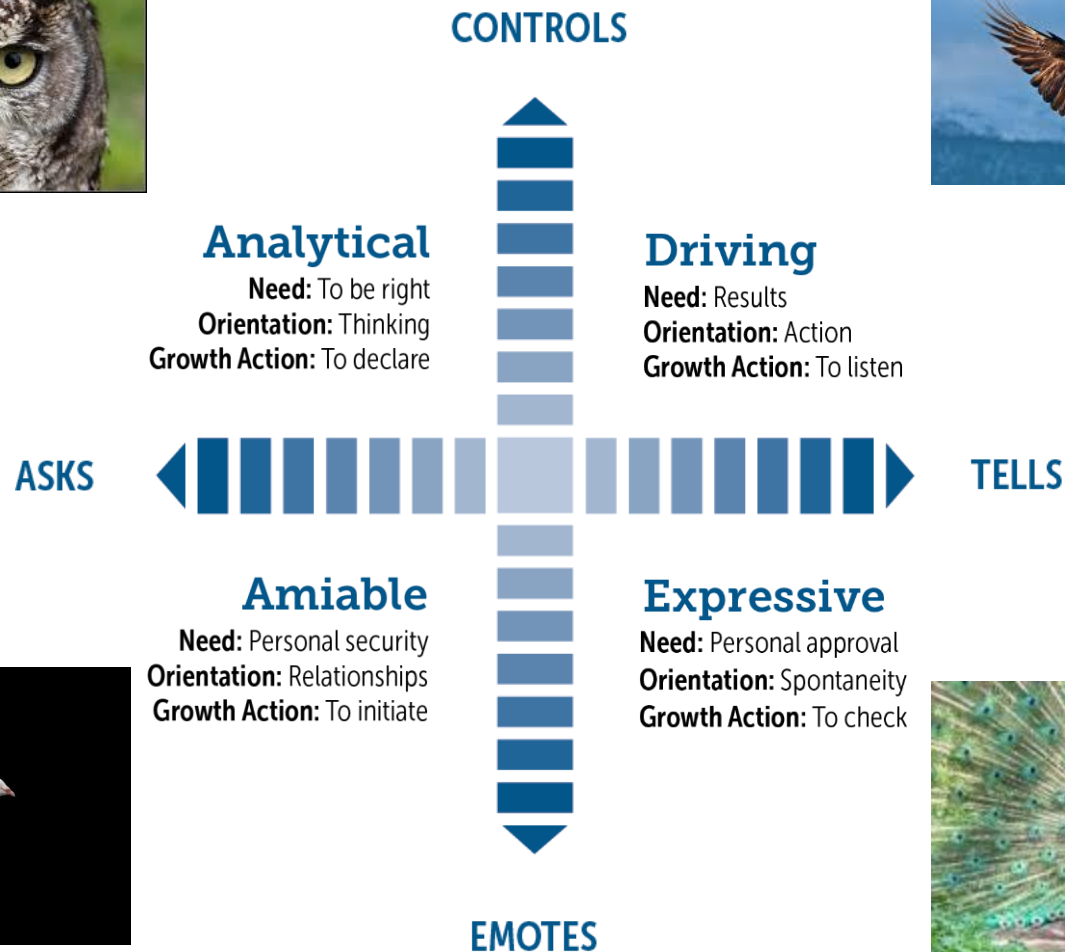 CONTROLS
Analytical
Need: To be right
Orientation: Thinking
Growth Action: To declare
Driving
Need: Results
Orientation: Action
Growth Action: To listen
ASKS
TELLS
Amiable
Need: Personal security
Orientation: Relationships
Growth Action: To initiate
Expressive
Need: Personal approval
Orientation: Spontaneity
Growth Action: To check
EMOTES